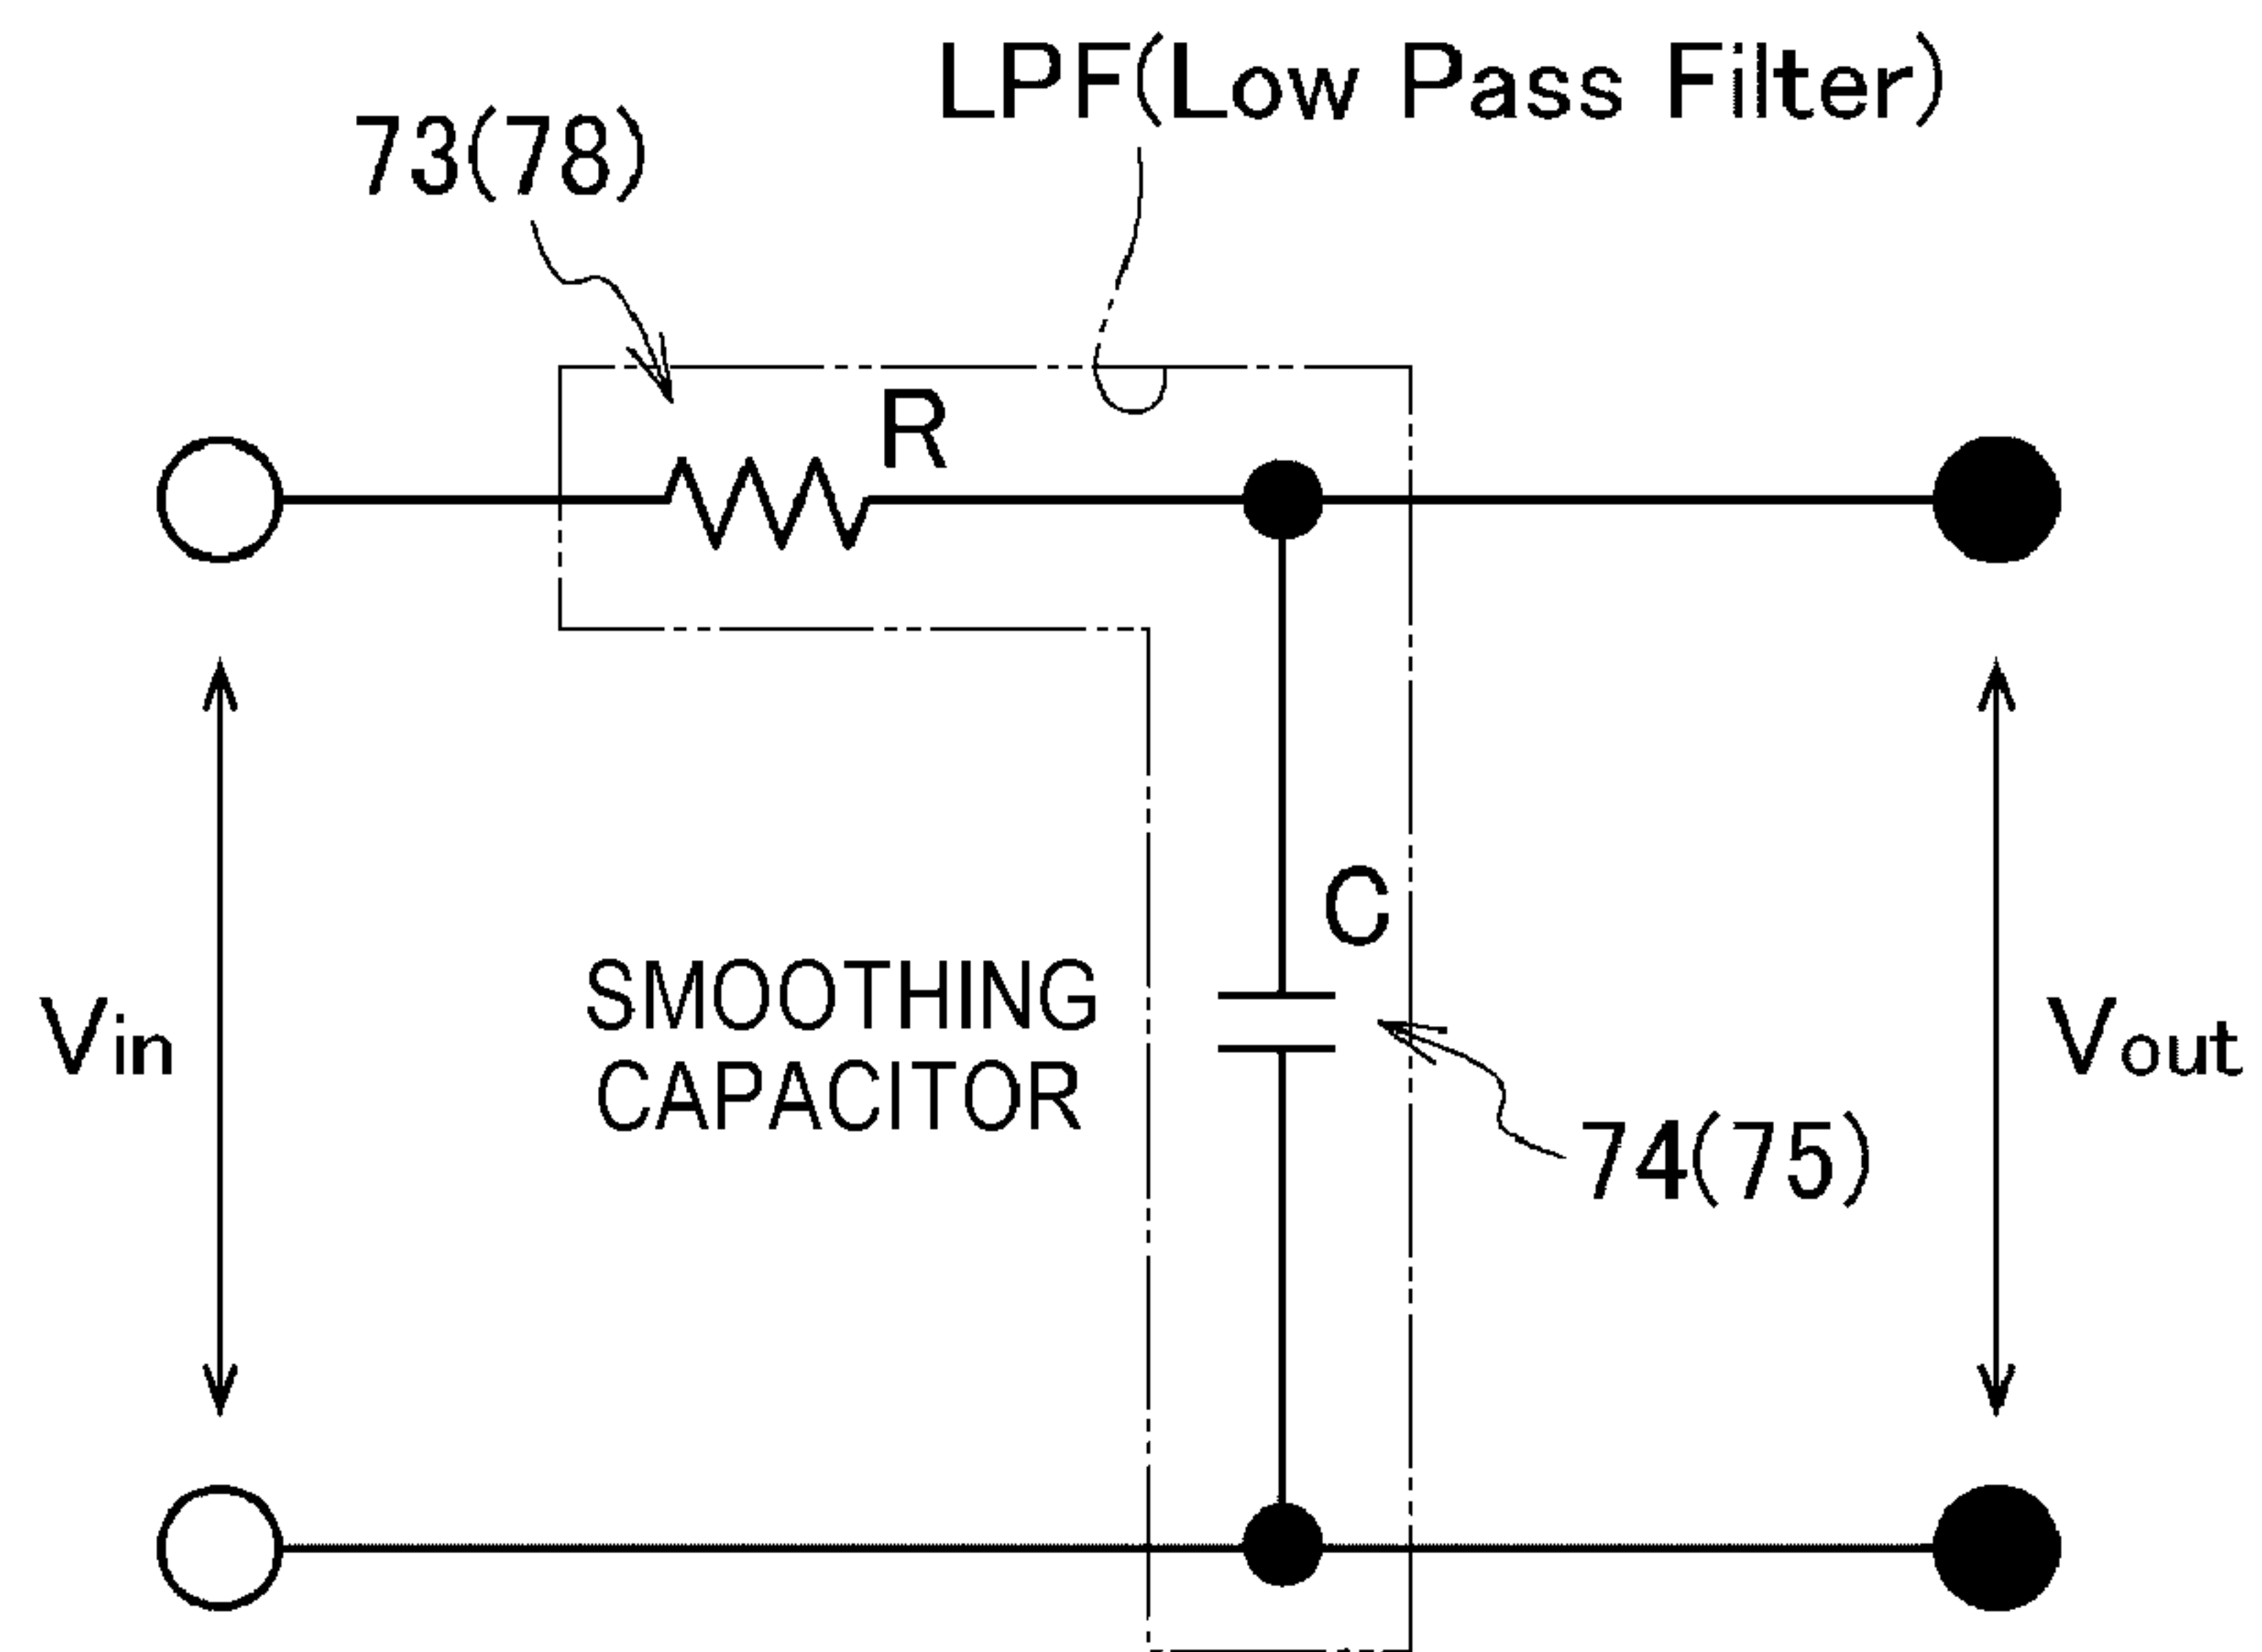 LPF(Low Pass Filter)
73(78)
R
C
SMOOTHING
CAPACITOR
Vin
Vout
74(75)